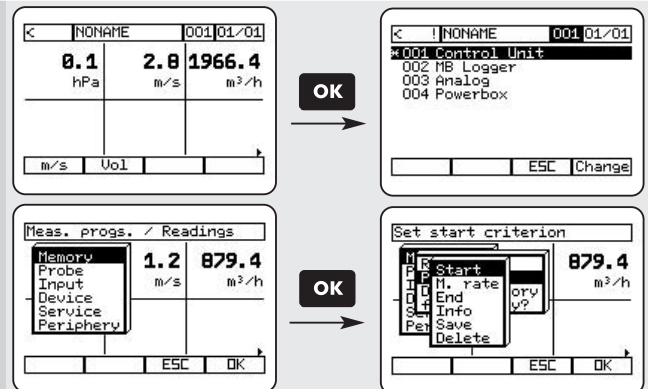 < NONAME 001 01/01
0.1 2.8 1966.4
hPa m/s m³/h
m/s Vol
OK
< ! NONAME 001 01/01
*001 Control Unit
002 MB Logger
003 Analog
004 Powerbox
ESC Change
Meas. progs. / Readings
Memory
Probe
Input
Device
Service
Periphery
1.2 879.4
m/s m³/h
ESC OK
OK
Set start criterion
Start
M. rate
End
Info
Save
Delete
879.4
m³/h
ESC OK